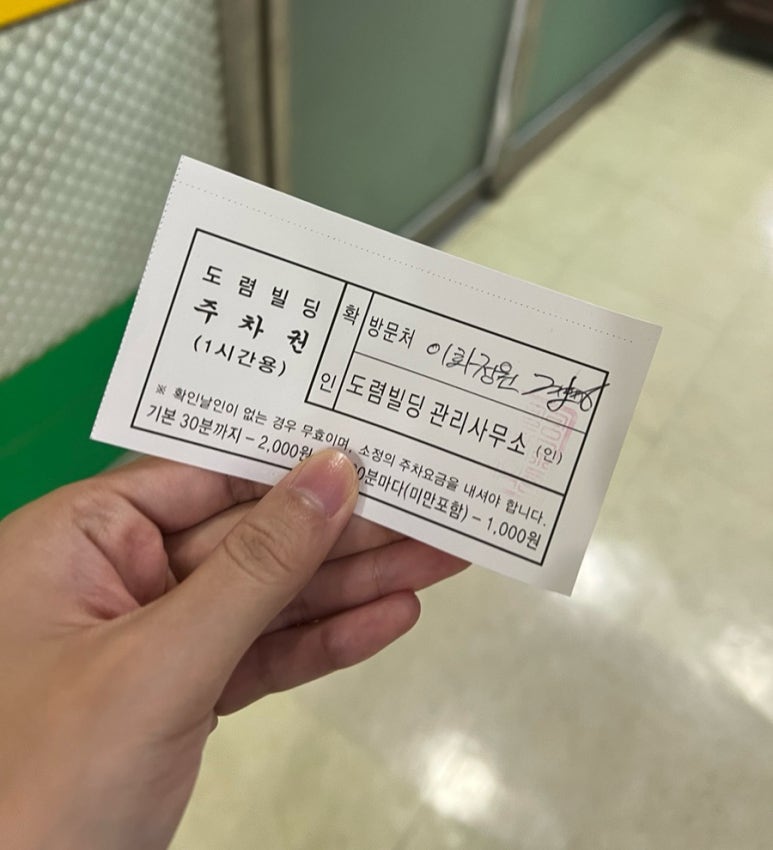 도 렴 빌 딩
주 차 권
(1시간용)
확 인
방문처 이화정원
도렴빌딩 관리사무소 (인)
※ 확인날인이 없는 경우 무효이며, 소정의 주차요금을 내셔야 합니다.
기본 30분까지 – 2,000원 0분마다(미만포함) – 1,000원